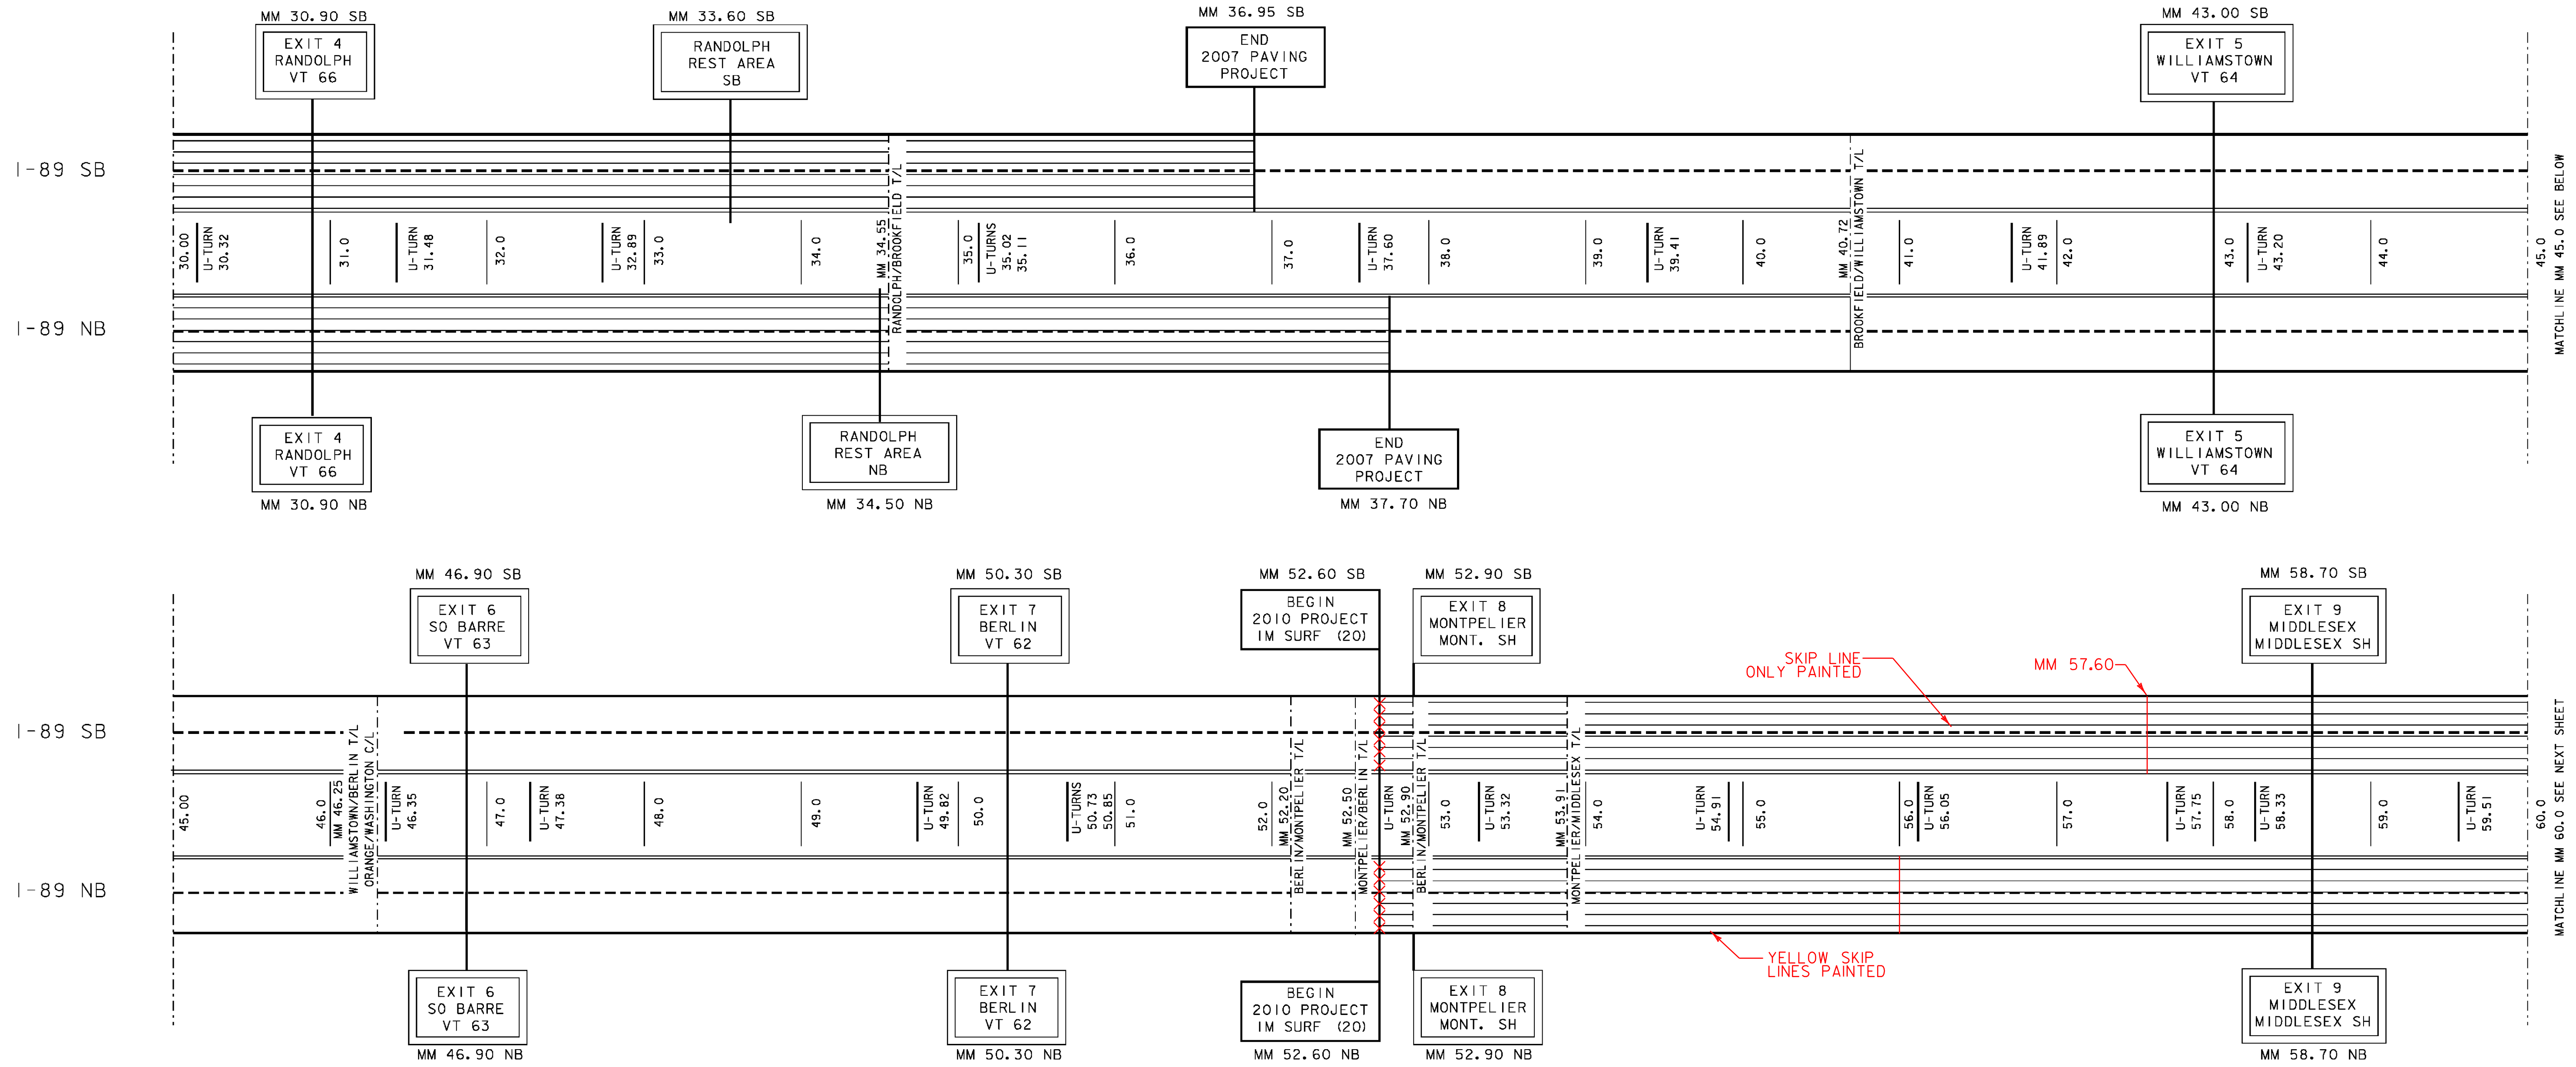 MM 30.90 SB
EXIT 4
RANDOLPH
VT 66
MM 33.60 SB
RANDOLPH
REST AREA
SB
MM 36.95 SB
END
2007 PAVING
PROJECT
MM 43.00 SB
EXIT 5
WILLIAMSTOWN
VT 64
I-89 SB
30.00
U-TURN
30.32
31.0
U-TURN
31.48
32.0
U-TURN
32.89
33.0
34.0
MM 34.55
RANDOLPH/BROOKFIELD T/L
35.0
U-TURNS
35.02
35.11
36.0
37.0
U-TURN
37.60
38.0
39.0
U-TURN
39.41
40.0
MM 40.72
BROOKFIELD/WILLIAMSTOWN T/L
41.0
U-TURN
41.89
42.0
43.0
U-TURN
43.20
44.0
45.0
MATCHLINE MM 45.0 SEE BELOW
I-89 NB
EXIT 4
RANDOLPH
VT 66
MM 30.90 NB
RANDOLPH
REST AREA
NB
MM 34.50 NB
END
2007 PAVING
PROJECT
MM 37.70 NB
EXIT 5
WILLIAMSTOWN
VT 64
MM 43.00 NB
MM 46.90 SB
EXIT 6
SO BARRE
VT 63
MM 50.30 SB
EXIT 7
BERLIN
VT 62
MM 52.60 SB
BEGIN
2010 PROJECT
IM SURF (20)
MM 52.90 SB
EXIT 8
MONTPELIER
MONT. SH
SKIP LINE
ONLY PAINTED
MM 57.60
MM 58.70 SB
EXIT 9
MIDDLESEX
MIDDLESEX SH
I-89 SB
45.00
46.0
MM 46.25
WILLIAMSTOWN/BERLIN T/L
ORANGE/WASHINGTON C/L
U-TURN
46.35
47.0
U-TURN
47.38
48.0
49.0
U-TURN
49.82
50.0
U-TURNS
50.73
50.85
51.0
52.0
MM 52.20
BERLIN/MONTPELIER T/L
MM 52.50
MONTPELIER/BERLIN T/L
U-TURN
MM 52.90
BERLIN/MONTPELIER T/L
53.0
U-TURN
53.32
MM 53.91
MONTPELIER/MIDDLESEX T/L
54.0
U-TURN
54.91
55.0
56.0
U-TURN
56.05
57.0
U-TURN
57.75
58.0
U-TURN
58.33
59.0
U-TURN
59.51
60.0
MATCHLINE MM 60.0 SEE NEXT SHEET
I-89 NB
YELLOW SKIP
LINES PAINTED
EXIT 6
SO BARRE
VT 63
MM 46.90 NB
EXIT 7
BERLIN
VT 62
MM 50.30 NB
BEGIN
2010 PROJECT
IM SURF (20)
MM 52.60 NB
EXIT 8
MONTPELIER
MONT. SH
MM 52.90 NB
EXIT 9
MIDDLESEX
MIDDLESEX SH
MM 58.70 NB